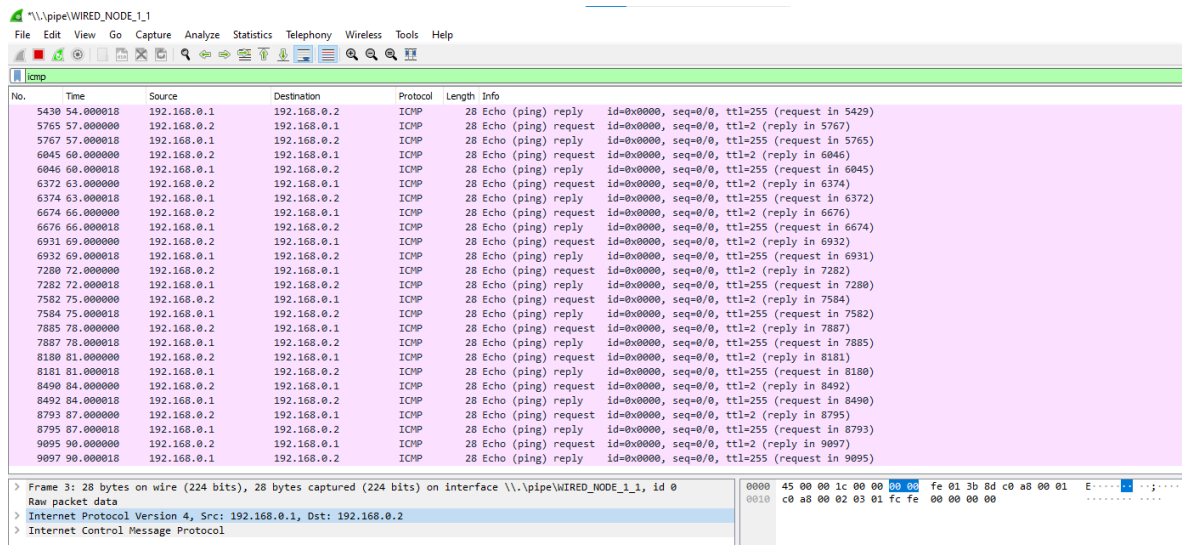 *\\.\pipe\WIRED_NODE_1_1
File Edit View Go Capture Analyze Statistics Telephony Wireless Tools Help
icmp
No. Time Source Destination Protocol Length Info
5430 54.000018 192.168.0.1 192.168.0.2 ICMP 28 Echo (ping) reply id=0x0000, seq=0/0, ttl=255 (request in 5429)
5765 57.000000 192.168.0.2 192.168.0.1 ICMP 28 Echo (ping) request id=0x0000, seq=0/0, ttl=2 (reply in 5767)
5767 57.000018 192.168.0.1 192.168.0.2 ICMP 28 Echo (ping) reply id=0x0000, seq=0/0, ttl=255 (request in 5765)
6045 60.000000 192.168.0.2 192.168.0.1 ICMP 28 Echo (ping) request id=0x0000, seq=0/0, ttl=2 (reply in 6046)
6046 60.000018 192.168.0.1 192.168.0.2 ICMP 28 Echo (ping) reply id=0x0000, seq=0/0, ttl=255 (request in 6045)
6372 63.000000 192.168.0.2 192.168.0.1 ICMP 28 Echo (ping) request id=0x0000, seq=0/0, ttl=2 (reply in 6374)
6374 63.000018 192.168.0.1 192.168.0.2 ICMP 28 Echo (ping) reply id=0x0000, seq=0/0, ttl=255 (request in 6372)
6674 66.000000 192.168.0.2 192.168.0.1 ICMP 28 Echo (ping) request id=0x0000, seq=0/0, ttl=2 (reply in 6676)
6676 66.000018 192.168.0.1 192.168.0.2 ICMP 28 Echo (ping) reply id=0x0000, seq=0/0, ttl=255 (request in 6674)
6931 69.000000 192.168.0.2 192.168.0.1 ICMP 28 Echo (ping) request id=0x0000, seq=0/0, ttl=2 (reply in 6932)
6932 69.000018 192.168.0.1 192.168.0.2 ICMP 28 Echo (ping) reply id=0x0000, seq=0/0, ttl=255 (request in 6931)
7280 72.000000 192.168.0.2 192.168.0.1 ICMP 28 Echo (ping) request id=0x0000, seq=0/0, ttl=2 (reply in 7282)
7282 72.000018 192.168.0.1 192.168.0.2 ICMP 28 Echo (ping) reply id=0x0000, seq=0/0, ttl=255 (request in 7280)
7582 75.000000 192.168.0.2 192.168.0.1 ICMP 28 Echo (ping) request id=0x0000, seq=0/0, ttl=2 (reply in 7584)
7584 75.000018 192.168.0.1 192.168.0.2 ICMP 28 Echo (ping) reply id=0x0000, seq=0/0, ttl=255 (request in 7582)
7885 78.000000 192.168.0.2 192.168.0.1 ICMP 28 Echo (ping) request id=0x0000, seq=0/0, ttl=2 (reply in 7887)
7887 78.000018 192.168.0.1 192.168.0.2 ICMP 28 Echo (ping) reply id=0x0000, seq=0/0, ttl=255 (request in 7885)
8180 81.000000 192.168.0.2 192.168.0.1 ICMP 28 Echo (ping) request id=0x0000, seq=0/0, ttl=2 (reply in 8181)
8181 81.000018 192.168.0.1 192.168.0.2 ICMP 28 Echo (ping) reply id=0x0000, seq=0/0, ttl=255 (request in 8180)
8490 84.000000 192.168.0.2 192.168.0.1 ICMP 28 Echo (ping) request id=0x0000, seq=0/0, ttl=2 (reply in 8492)
8492 84.000018 192.168.0.1 192.168.0.2 ICMP 28 Echo (ping) reply id=0x0000, seq=0/0, ttl=255 (request in 8490)
8793 87.000000 192.168.0.2 192.168.0.1 ICMP 28 Echo (ping) request id=0x0000, seq=0/0, ttl=2 (reply in 8795)
8795 87.000018 192.168.0.1 192.168.0.2 ICMP 28 Echo (ping) reply id=0x0000, seq=0/0, ttl=255 (request in 8793)
9095 90.000000 192.168.0.2 192.168.0.1 ICMP 28 Echo (ping) request id=0x0000, seq=0/0, ttl=2 (reply in 9097)
9097 90.000018 192.168.0.1 192.168.0.2 ICMP 28 Echo (ping) reply id=0x0000, seq=0/0, ttl=255 (request in 9095)
> Frame 3: 28 bytes on wire (224 bits), 28 bytes captured (224 bits) on interface \\.\pipe\WIRED_NODE_1_1, id 0
Raw packet data
> Internet Protocol Version 4, Src: 192.168.0.1, Dst: 192.168.0.2
> Internet Control Message Protocol
0000 45 00 00 1c 00 00 00 00 fe 01 3b 8d c0 a8 00 01 E······· ··;·····
0010 c0 a8 00 02 03 01 fc fe 00 00 00 00 ········ ····